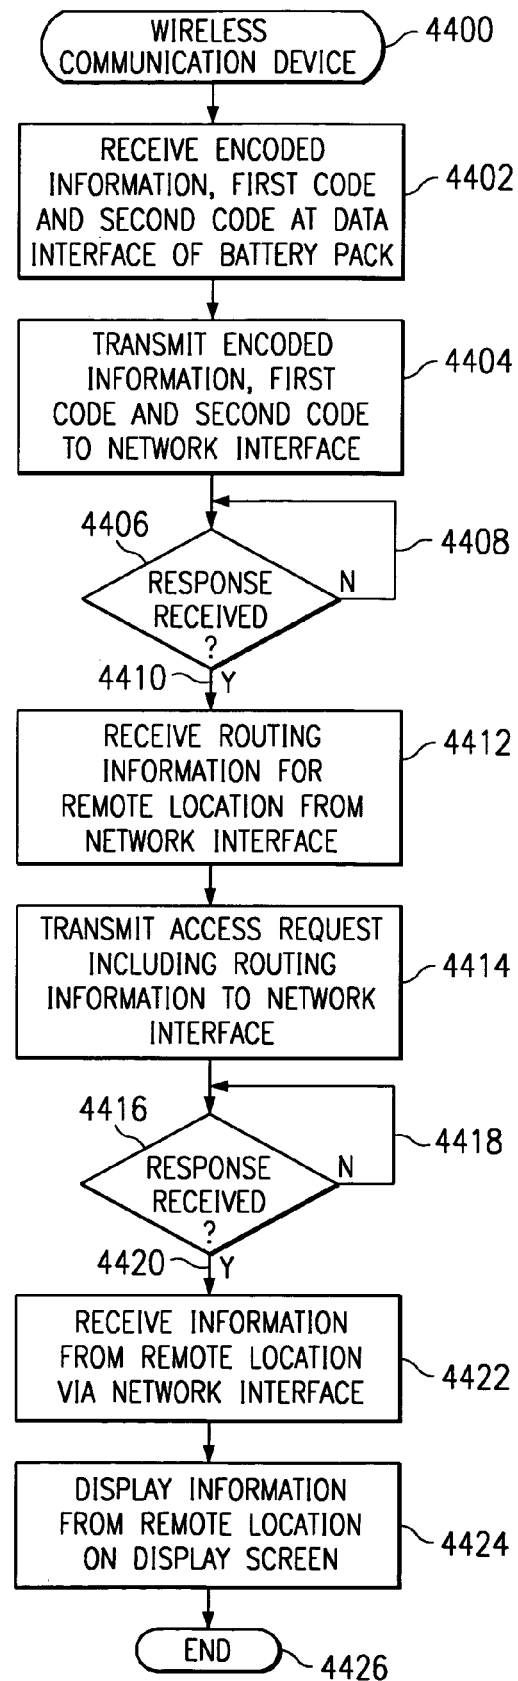 WIRELESS
COMMUNICATION DEVICE
4400
RECEIVE ENCODED
INFORMATION, FIRST CODE
AND SECOND CODE AT DATA
INTERFACE OF BATTERY PACK
4402
TRANSMIT ENCODED
INFORMATION, FIRST
CODE AND SECOND CODE
TO NETWORK INTERFACE
4404
4406
RESPONSE
RECEIVED
?
N
4408
4410
Y
RECEIVE ROUTING
INFORMATION FOR
REMOTE LOCATION FROM
NETWORK INTERFACE
4412
TRANSMIT ACCESS REQUEST
INCLUDING ROUTING
INFORMATION TO NETWORK
INTERFACE
4414
4416
RESPONSE
RECEIVED
?
N
4418
4420
Y
RECEIVE INFORMATION
FROM REMOTE LOCATION
VIA NETWORK INTERFACE
4422
DISPLAY INFORMATION
FROM REMOTE LOCATION
ON DISPLAY SCREEN
4424
END
4426